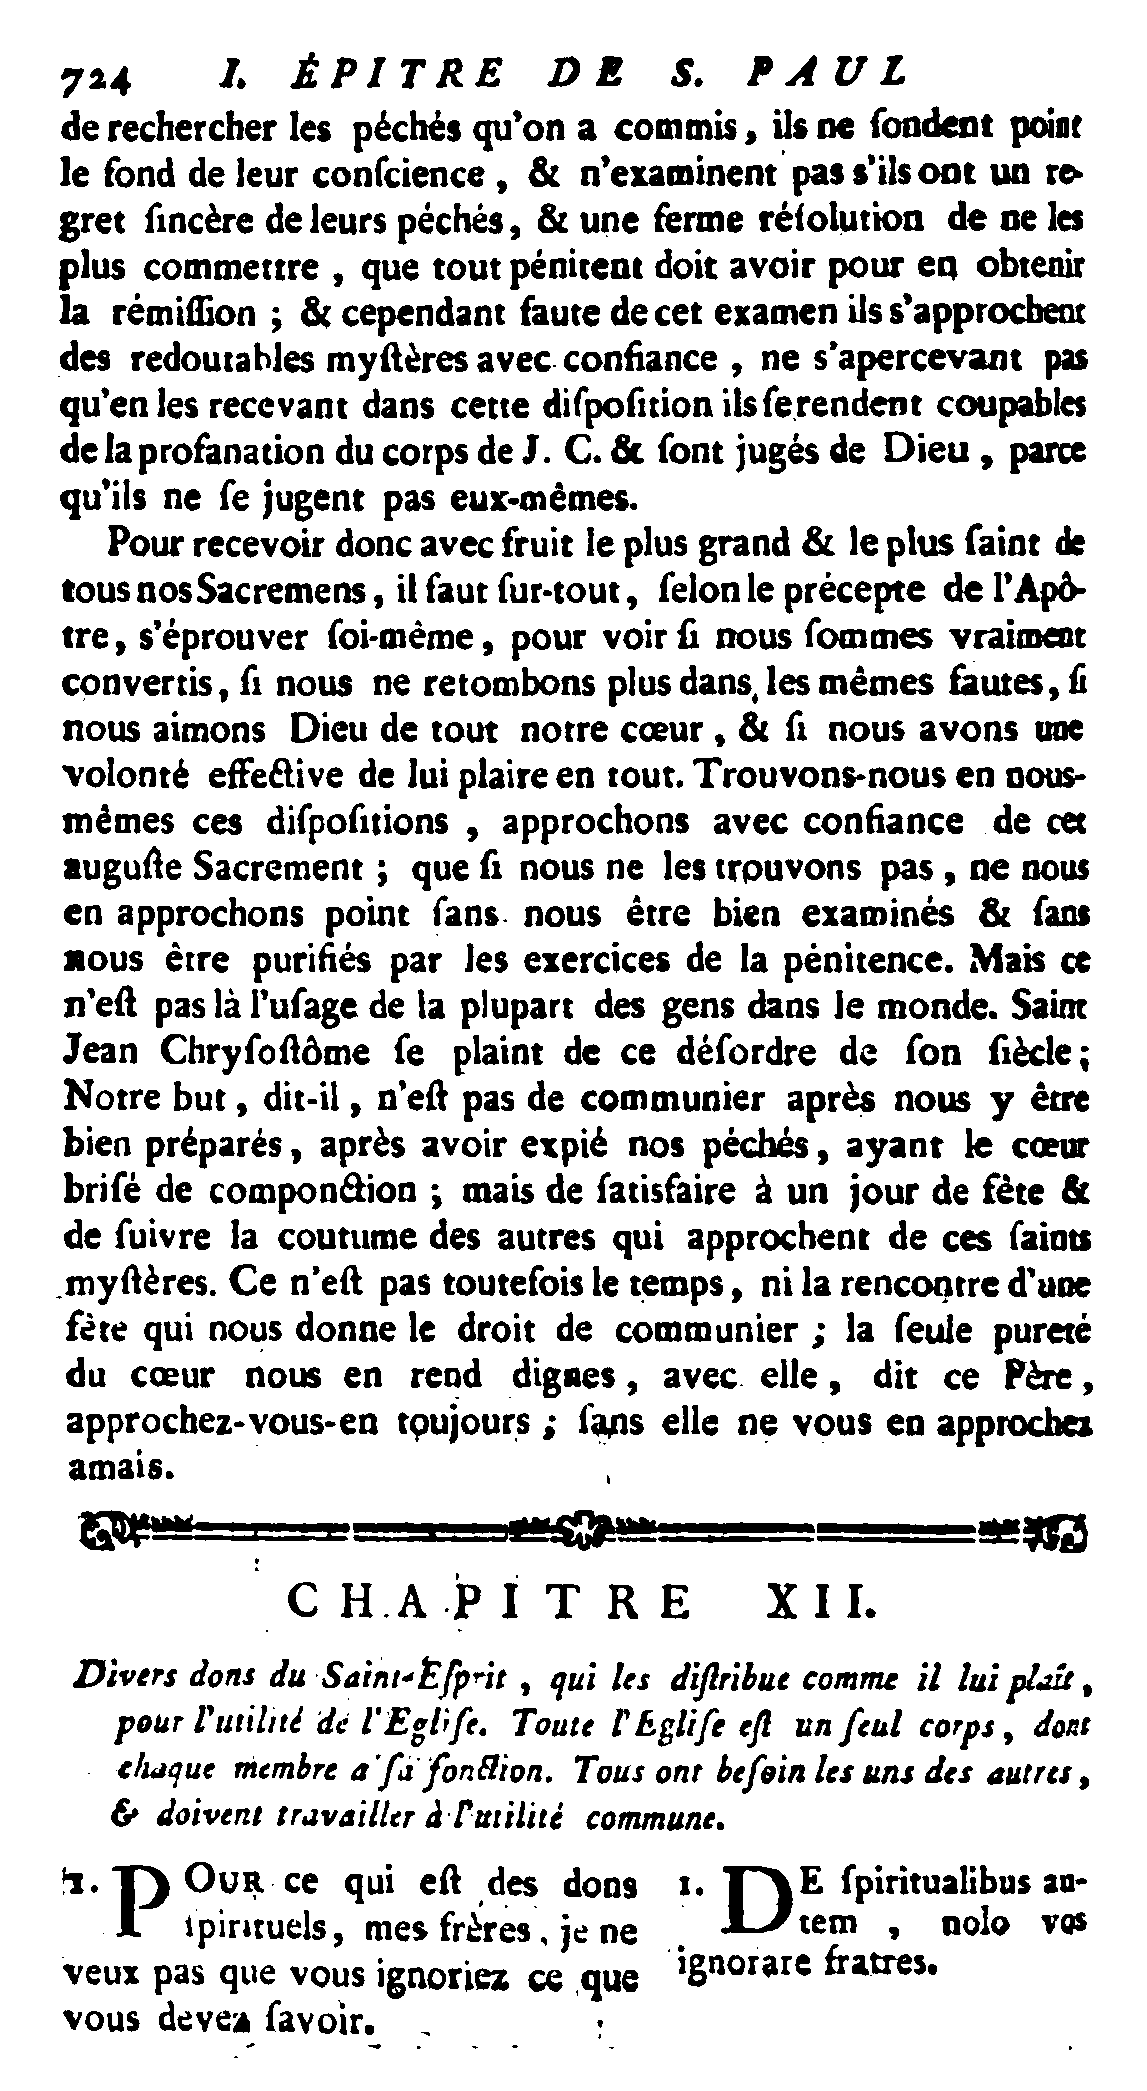 724 I. ÉPITRE DE S. PAUL
de rechercher les péchés qu'on a commis, ils ne ſondent point
le fond de leur conſcience, & n'examinent pas s'ils ont un re-
gret ſincère de leurs péchés, & une ferme réſolution de ne les
plus commettre, que tout pénitent doit avoir pour en obtenir
la rémiſſion ; & cependant faute de cet examen ils s'approchent
des redoutables myſtères avec confiance, ne s'apercevant pas
qu'en les recevant dans cette diſpoſition ils ſe rendent coupables
de la profanation du corps de J. C. & ſont jugés de Dieu, parce
qu'ils ne ſe jugent pas eux-mêmes.
Pour recevoir donc avec fruit le plus grand & le plus ſaint de
tous nos Sacremens, il faut ſur-tout, ſelon le précepte de l'Apô-
tre, s'éprouver ſoi-même, pour voir ſi nous ſommes vraiment
convertis, ſi nous ne retombons plus dans les mêmes fautes, ſi
nous aimons Dieu de tout notre cœur, & ſi nous avons une
volonté effective de lui plaire en tout. Trouvons-nous en nous-
mêmes ces diſpoſitions, approchons avec confiance de cet
auguſte Sacrement ; que ſi nous ne les trouvons pas, ne nous
en approchons point ſans nous être bien examinés & ſans
nous être purifiés par les exercices de la pénitence. Mais ce
n'eſt pas là l'uſage de la plupart des gens dans le monde. Saint
Jean Chryſoſtôme ſe plaint de ce déſordre de ſon ſiècle ;
Notre but, dit-il, n'eſt pas de communier après nous y être
bien préparés, après avoir expié nos péchés, ayant le cœur
briſé de componction ; mais de ſatisfaire à un jour de fête &
de ſuivre la coutume des autres qui approchent de ces ſaints
myſtères. Ce n'eſt pas toutefois le temps, ni la rencontre d'une
fête qui nous donne le droit de communier ; la ſeule pureté
du cœur nous en rend dignes, avec elle, dit ce Père,
approchez-vous-en toujours ; ſans elle ne vous en approchez
amais.
CHAPITRE XII.
Divers dons du Saint-Eſprit, qui les diſtribue comme il lui plaît,
pour l'utilité de l'Egliſe. Toute l'Egliſe eſt un ſeul corps, dont
chaque membre a ſa fonction. Tous ont beſoin les uns des autres,
& doivent travailler à l'utilité commune.
1. POUR ce qui eſt des dons
ſpirituels, mes frères, je ne
veux pas que vous ignoriez ce que
vous devez ſavoir.
1. DE ſpiritualibus au-
tem, nolo vos
ignorare fratres.